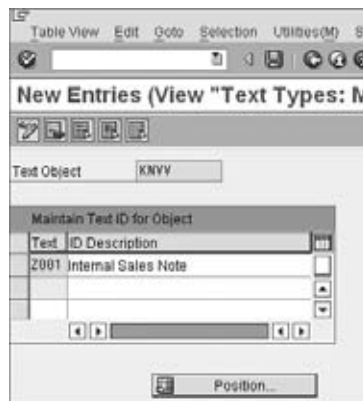 Table View Edit Goto Selection Utilities(M) S
New Entries (View "Text Types: M
Text Object KNVV
Maintain Text ID for Object
Text ID Description
Z001 Internal Sales Note
Position...